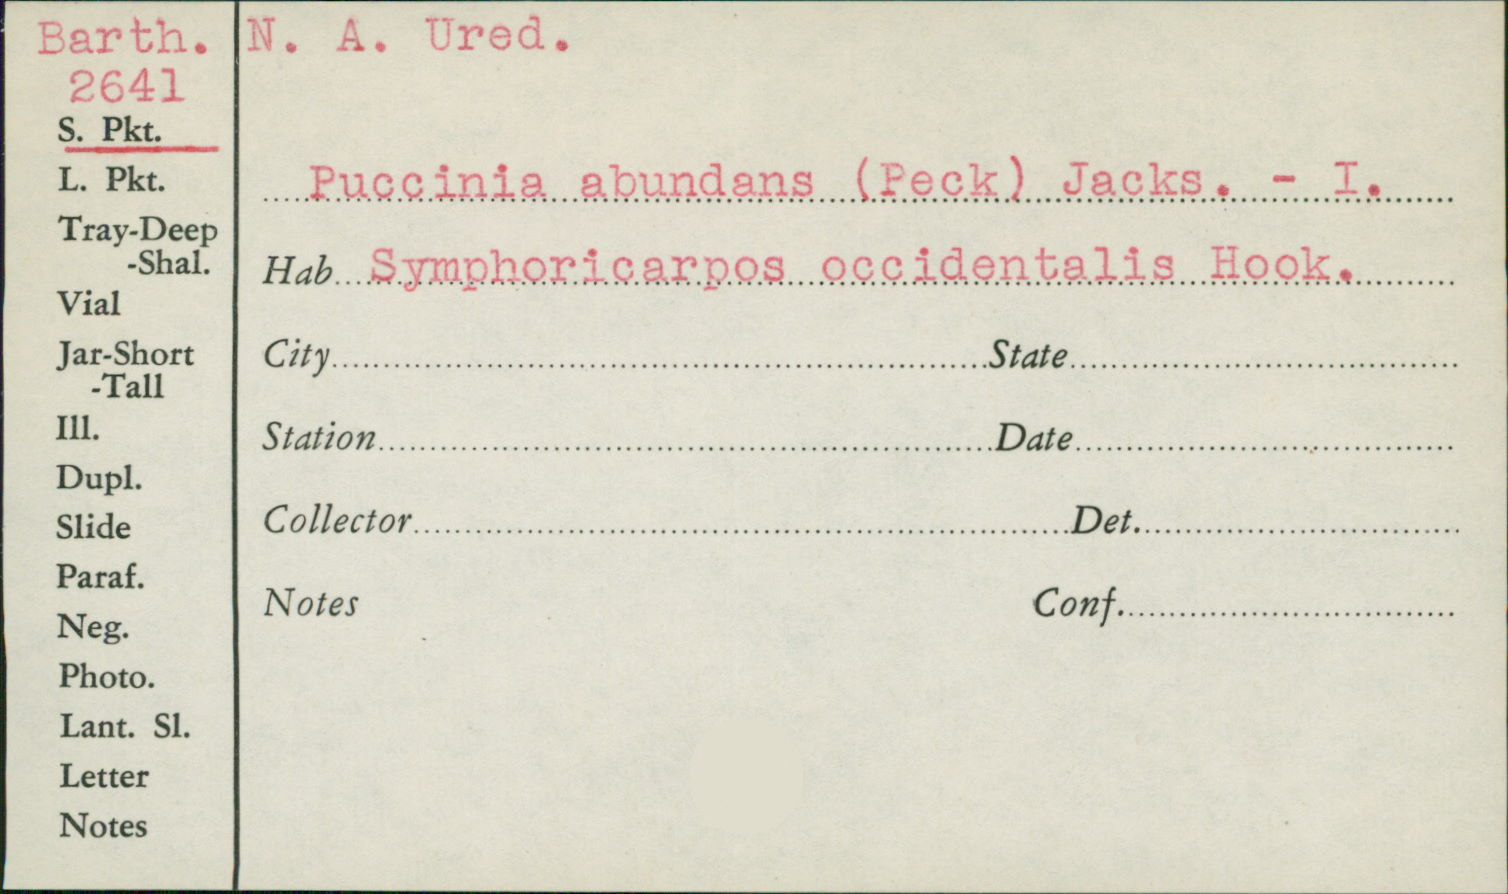 Barth. N. A. Ured.
2641
S. Pkt.
L. Pkt.
Tray-Deep
-Shal.
Vial
Jar-Short
-Tall
Ill.
Dupl.
Slide
Paraf.
Neg.
Photo.
Lant. Sl.
Letter
Notes
Puccinia abundans (Peck) Jacks. - I.
Hab Symphoricarpos occidentalis Hook.
City State
Station Date
Collector Det.
Notes Conf.